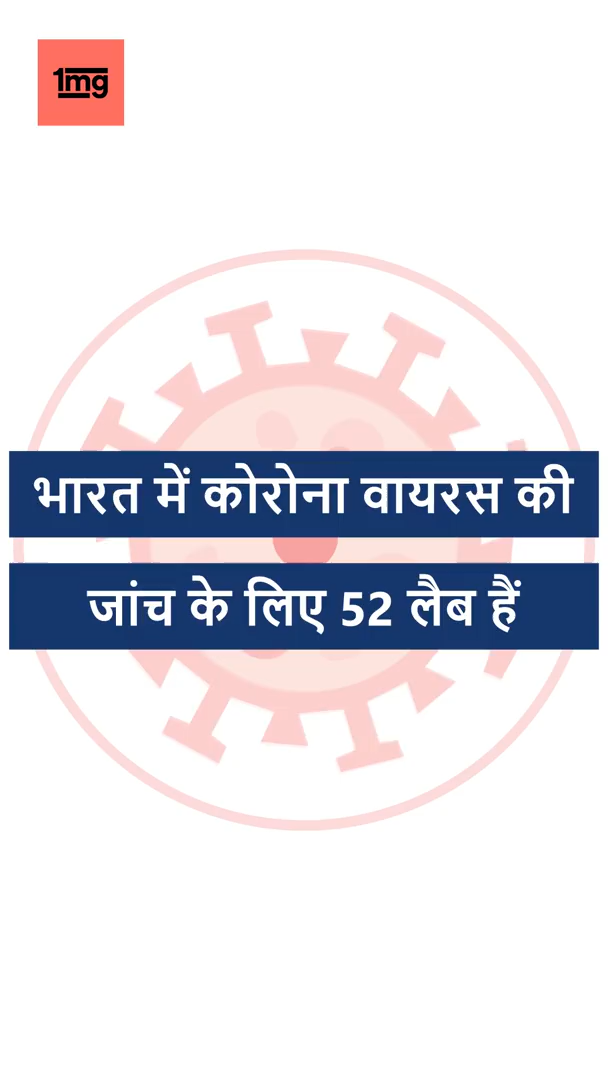 1mg
भारत में कोरोना वायरस की
जांच के लिए 52 लैब हैं